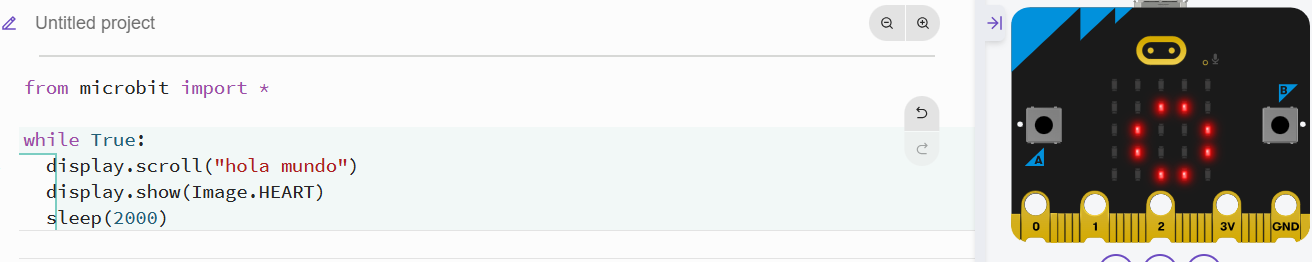 Untitled project
from microbit import *
while True:
display.scroll("hola mundo")
display.show(Image.HEART)
sleep(2000)
B
A
0 1 2 3V GND